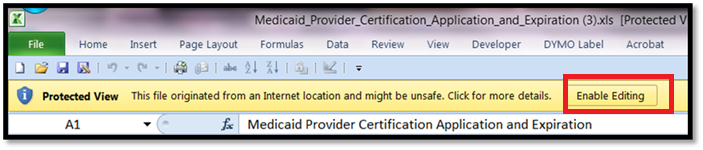 Medicaid_Provider_Certification_Application_and_Expiration (3).xls [Protected V
File Home Insert Page Layout Formulas Data Review View Developer DYMO Label Acrobat
Protected View This file originated from an Internet location and might be unsafe. Click for more details. Enable Editing
A1 fx Medicaid Provider Certification Application and Expiration